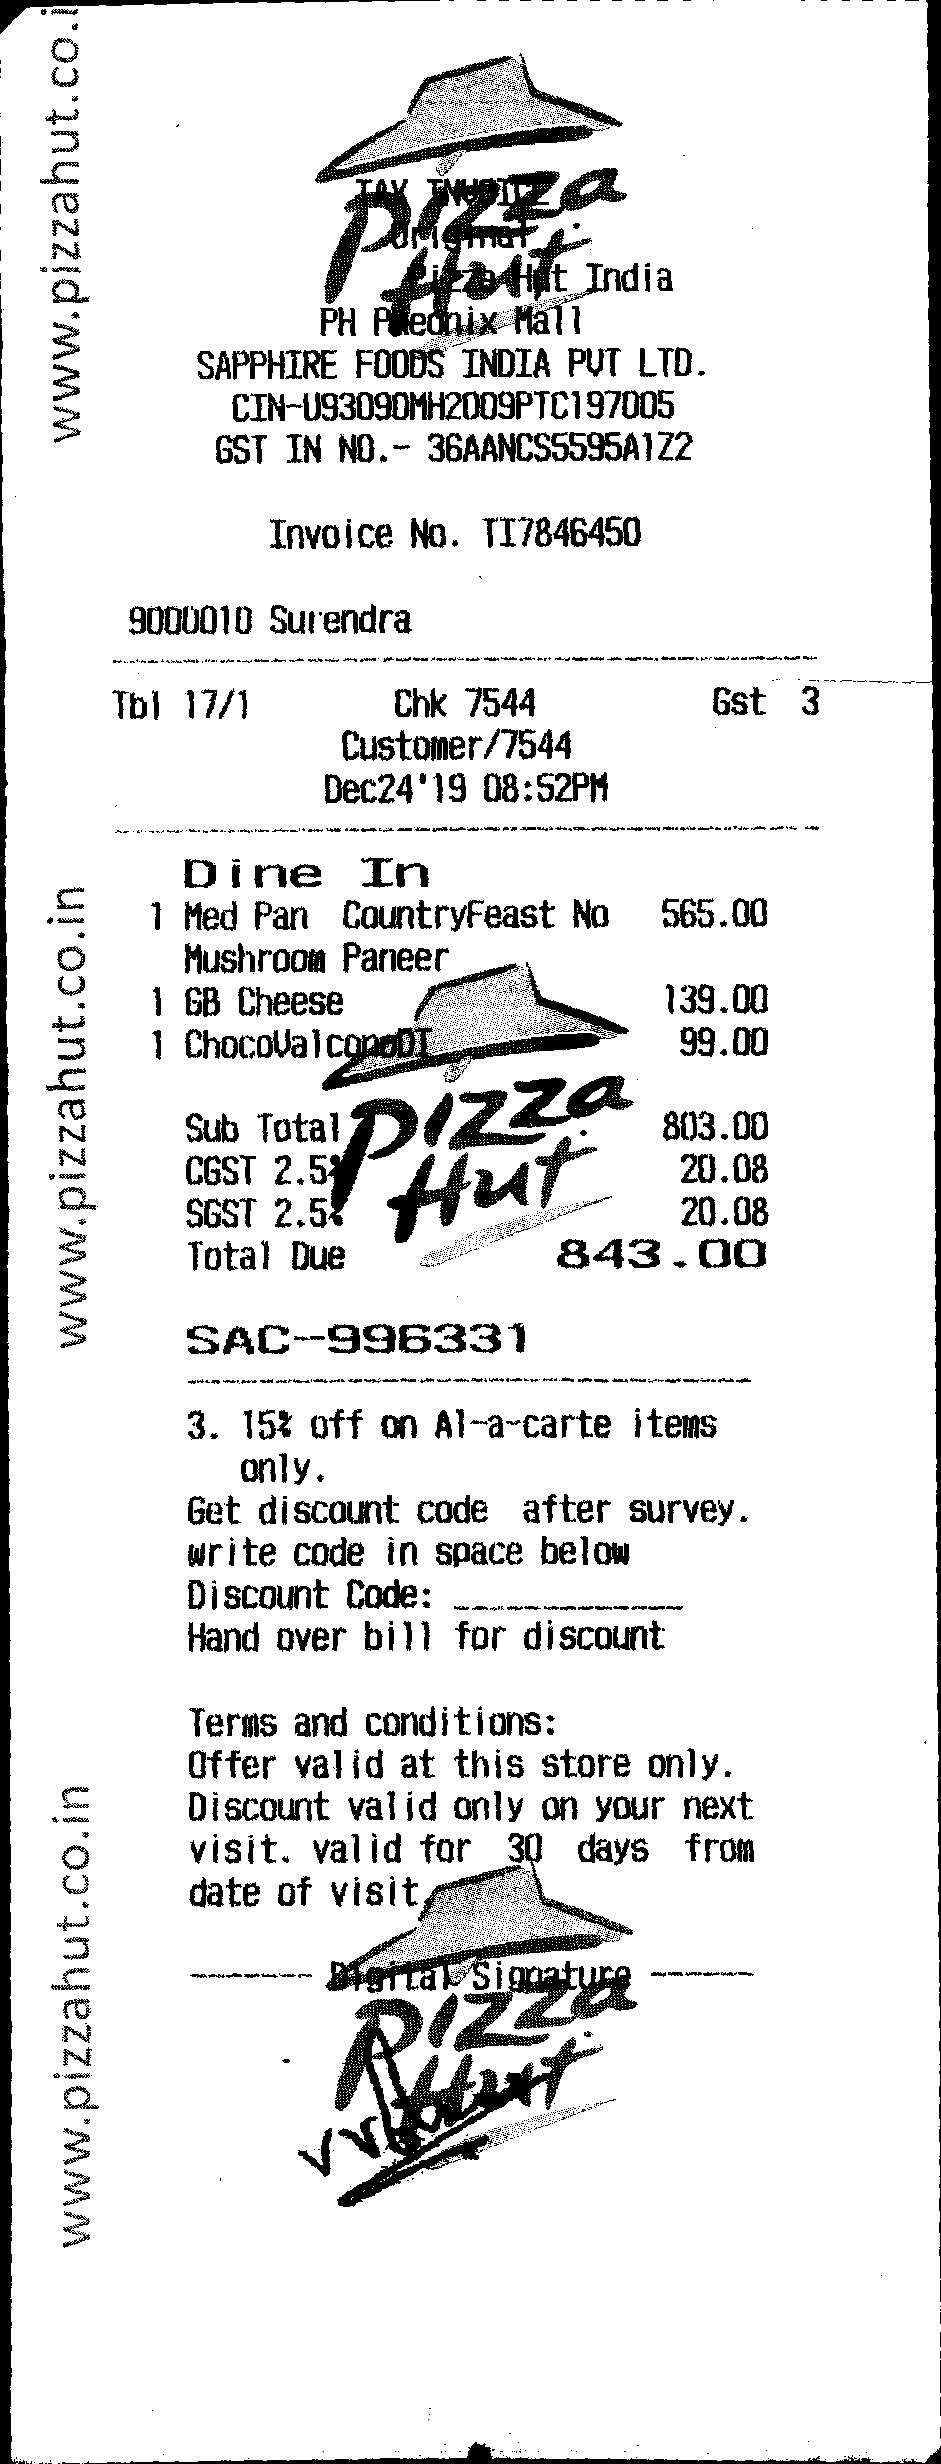 www.pizzahut.co.i
Pizza
Hut
TAX INVOICE
Original
Pizza Hut India
PH Pheonix Mall
SAPPHIRE FOODS INDIA PVT LTD.
CIN-U93090MH2009PTC197005
GST IN NO.- 36AANCS5595A1Z2
Invoice No. TI7846450
9000010 Surendra
Tbl 17/1 Chk 7544 Gst 3
Customer/7544
Dec24'19 08:52PM
Dine In
1 Med Pan CountryFeast No 565.00
Mushroom Paneer
1 GB Cheese 139.00
1 ChocoValcanoDI 99.00
www.pizzahut.co.in
Pizza
Hut
Sub Total 803.00
CGST 2.5% 20.08
SGST 2.5% 20.08
Total Due 843.00
SAC-996331
3. 15% off on Al-a-carte items
only.
Get discount code after survey.
write code in space below
Discount Code: ____________
Hand over bill for discount
Terms and conditions:
Offer valid at this store only.
Discount valid only on your next
visit. valid for 30 days from
date of visit
Digital Signature
Pizza
Hut
www.pizzahut.co.in